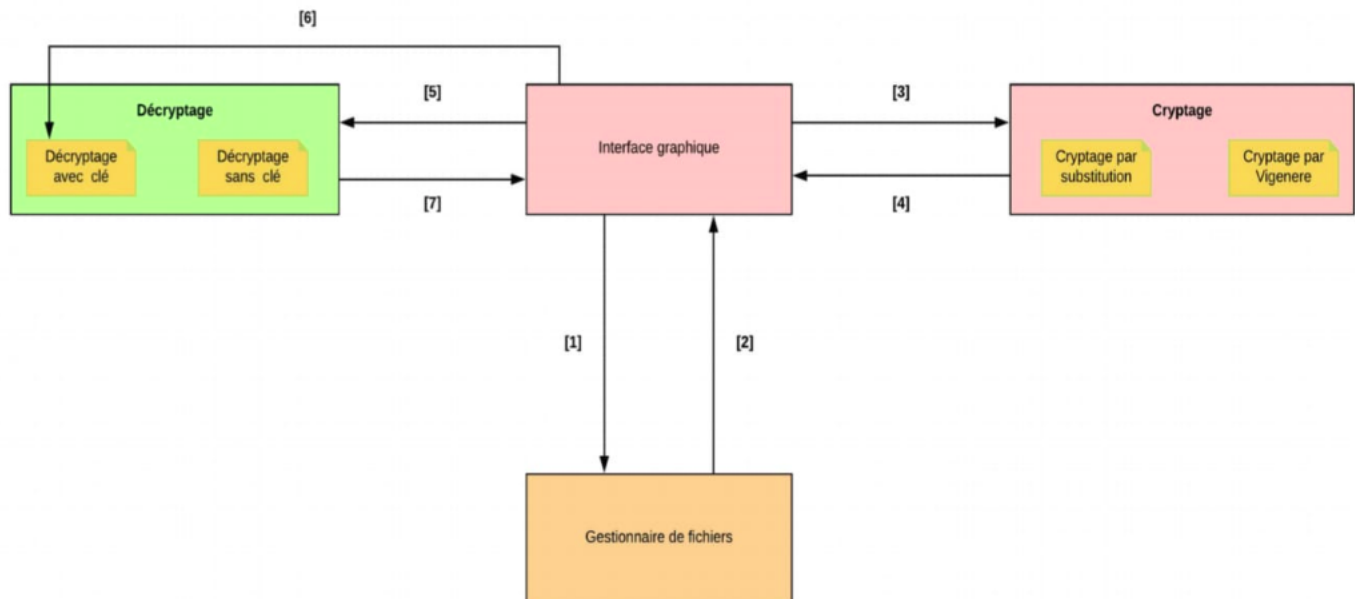 [6]
[5]
[3]
Décryptage
Cryptage
Décryptage
avec clé
Décryptage
sans clé
Interface graphique
Cryptage par
substitution
Cryptage par
Vigenere
[7]
[4]
[1]
[2]
Gestionnaire de fichiers